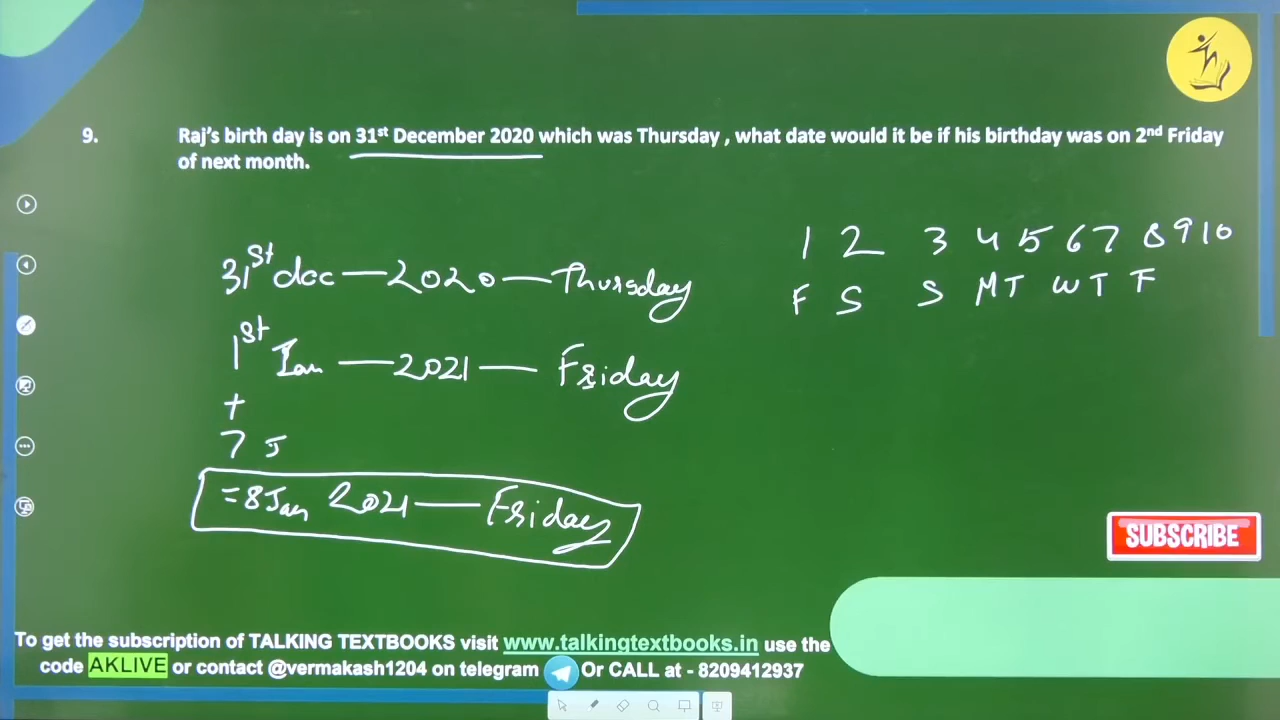 9. Raj's birth day is on 31st December 2020 which was Thursday , what date would it be if his birthday was on 2nd Friday
of next month.
31st dec — 2020 — Thursday
1st Jan — 2021 — Friday
+
7 J
= 8 Jan 2021 — Friday
1 2 3 4 5 6 7 8 9 10
F S S M T W T F
SUBSCRIBE
To get the subscription of TALKING TEXTBOOKS visit www.talkingtextbooks.in use the
code AKLIVE or contact @vermakash1204 on telegram Or CALL at - 8209412937